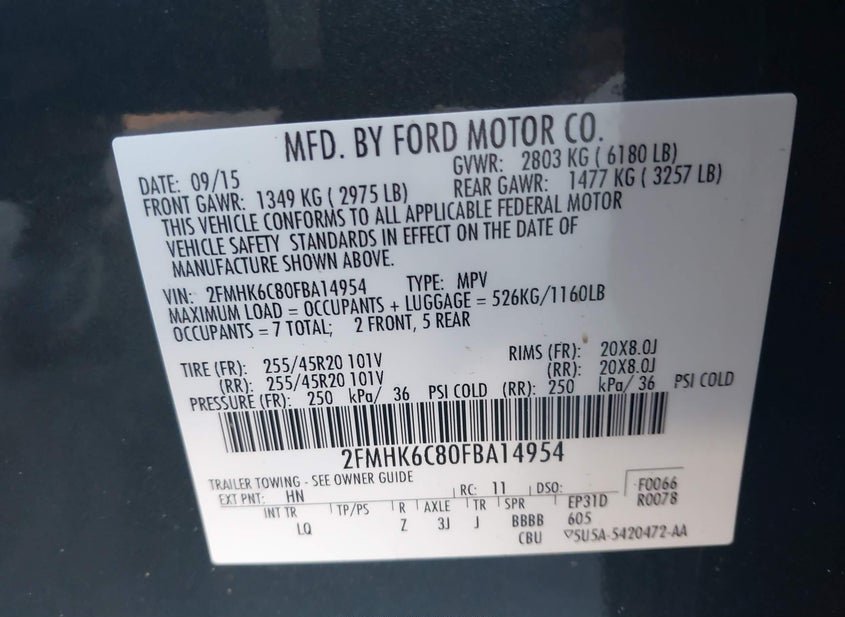 MFD. BY FORD MOTOR CO.
DATE: 09/15 GVWR: 2803 KG ( 6180 LB)
FRONT GAWR: 1349 KG ( 2975 LB) REAR GAWR: 1477 KG ( 3257 LB)
THIS VEHICLE CONFORMS TO ALL APPLICABLE FEDERAL MOTOR
VEHICLE SAFETY STANDARDS IN EFFECT ON THE DATE OF
MANUFACTURE SHOWN ABOVE.
VIN: 2FMHK6C80FBA14954 TYPE: MPV
MAXIMUM LOAD = OCCUPANTS + LUGGAGE = 526KG/1160LB
OCCUPANTS = 7 TOTAL; 2 FRONT, 5 REAR
TIRE (FR): 255/45R20 101V RIMS (FR): 20X8.0J
(RR): 255/45R20 101V (RR): 20X8.0J
PRESSURE (FR): 250 kPa/ 36 PSI COLD (RR): 250 kPa/ 36 PSI COLD
2FMHK6C80FBA14954
TRAILER TOWING - SEE OWNER GUIDE
EXT PNT: HN RC: 11 DSO: F0066
R0078
INT TR TP/PS R AXLE TR SPR EP31D
LQ Z 3J J BBBB 605
CBU ▽5U5A-5420472-AA